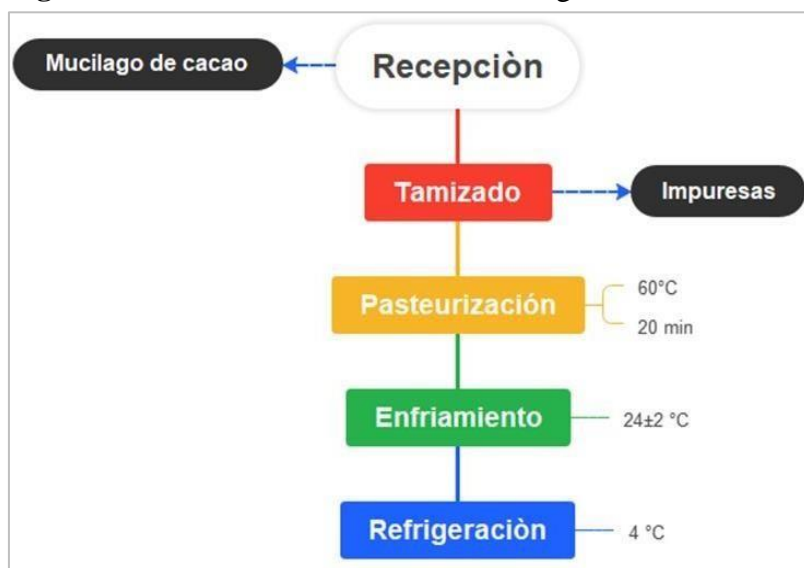 Mucilago de cacao
Recepciòn
Tamizado
Impuresas
Pasteurización
60°C
20 min
Enfriamiento
24±2 °C
Refrigeraciòn
4 °C